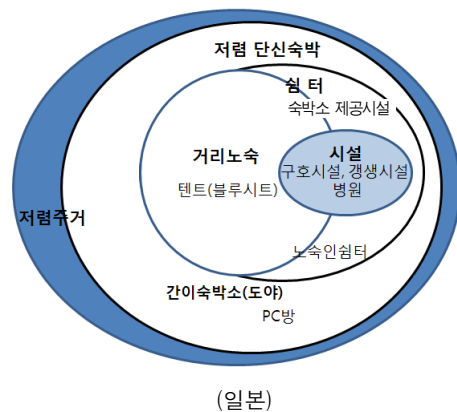 저렴 단신숙박
쉼 터
숙박소 제공시설
거리노숙
시설
구호시설, 갱생시설
병원
텐트(블루시트)
저렴주거
노숙인쉼터
간이숙박소(도야)
PC방
(일본)